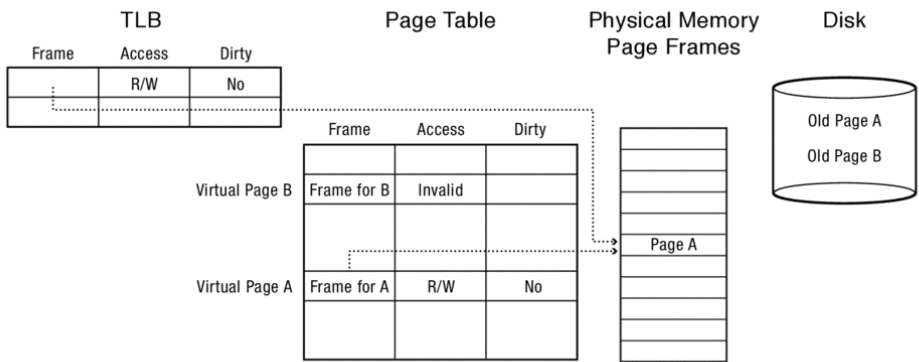 TLB
Page Table
Physical Memory
Page Frames
Disk
Frame Access Dirty
R/W No
Old Page A
Old Page B
Frame Access Dirty
Virtual Page B Frame for B Invalid
Page A
Virtual Page A Frame for A R/W No